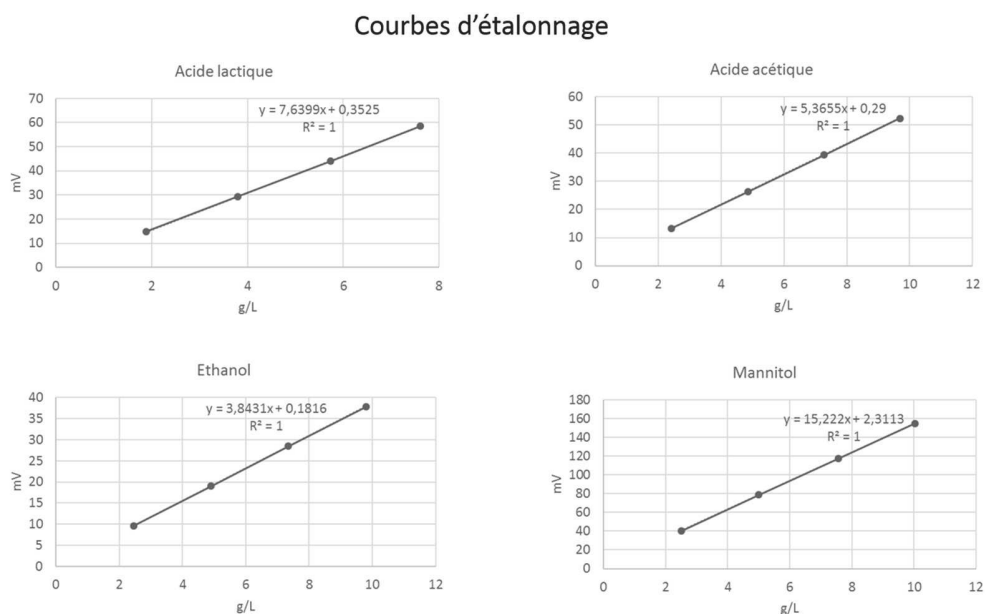 Courbes d'étalonnage
Acide lactique
70
60
50
40
30
20
10
0
mV
y = 7,6399x + 0,3525
R² = 1
0 2 4 6 8
g/L
Acide acétique
60
50
40
30
20
10
0
mV
y = 5,3655x + 0,29
R² = 1
0 2 4 6 8 10 12
g/L
Ethanol
40
35
30
25
20
15
10
5
0
mV
y = 3,8431x + 0,1816
R² = 1
0 2 4 6 8 10 12
g/L
Mannitol
180
160
140
120
100
80
60
40
20
0
mV
y = 15,222x + 2,3113
R² = 1
0 2 4 6 8 10 12
g/L